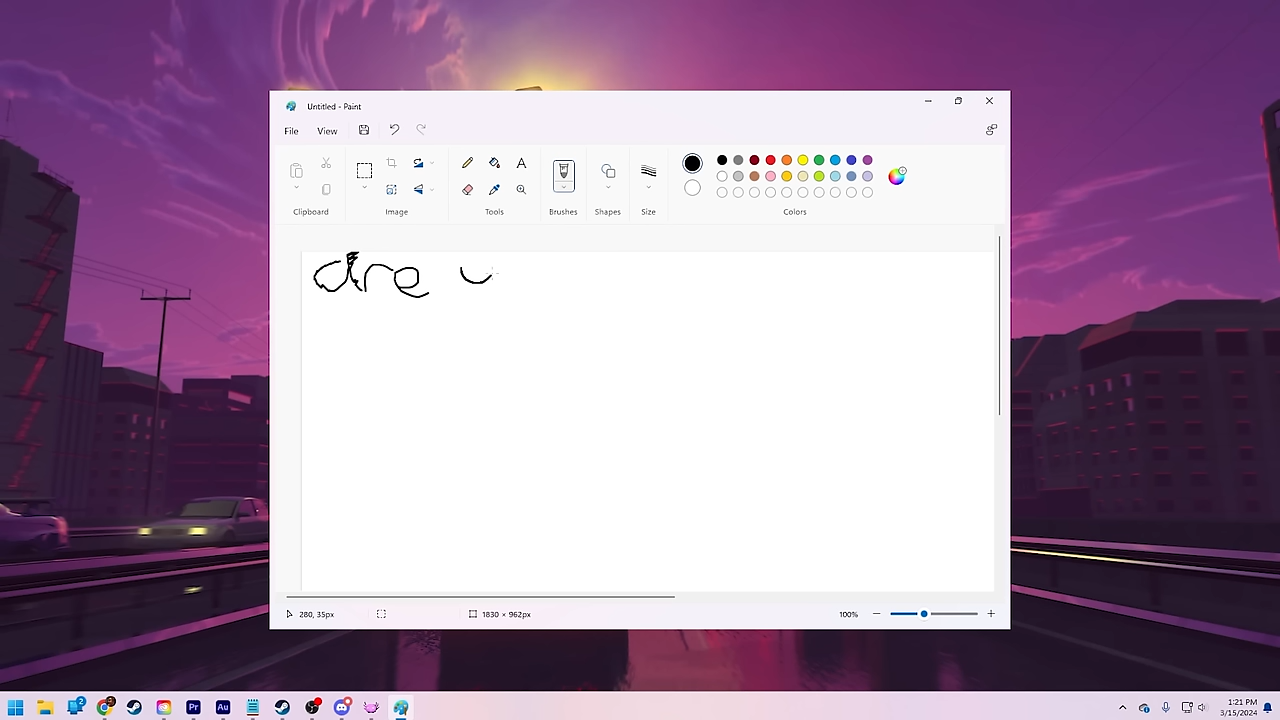 Untitled - Paint
File View
Clipboard Image Tools Brushes Shapes Size Colors
are u
280, 35px 1830 × 962px 100%
1:21 PM
3/15/2024